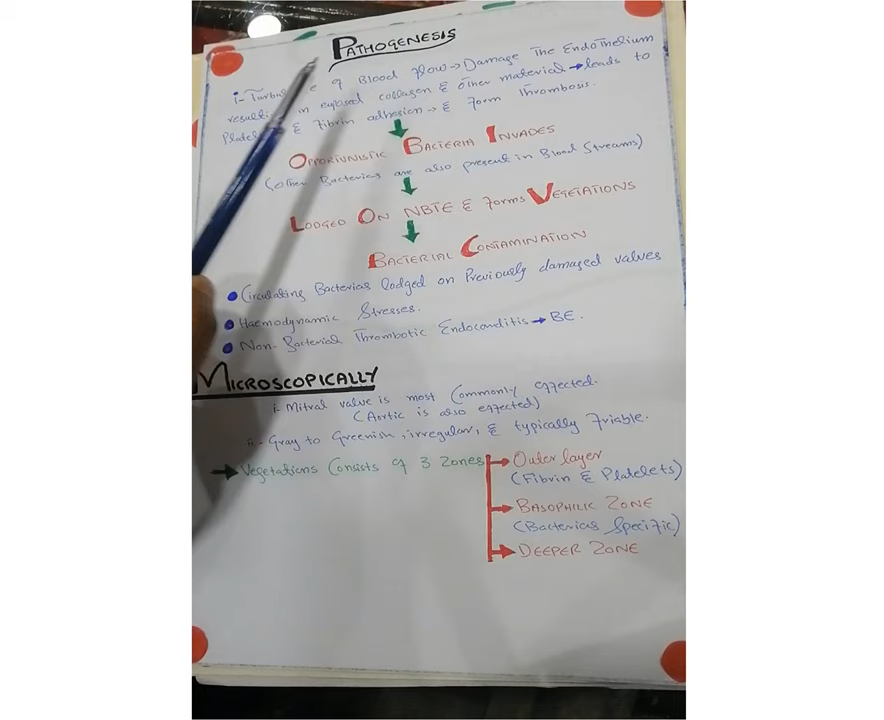 PATHOGENESIS
i- of Blood flow → Damage The Endothelium
resulting in exposed collagen & other material → leads to
& Fibrin adhesion → & form Thrombosis.
OPPORTUNISTIC BACTERIA INVADES
(other Bacterias are also present in Blood Streams)
LODGED ON NBTE & forms VEGETATIONS
BACTERIAL CONTAMINATION
• Circulating Bacterias lodged on Previously damaged valves
• Haemodynamic Stresses.
• Non-Bacterial Thrombotic Endocarditis → BE.
MICROSCOPICALLY
i- Mitral valve is most Commonly effected.
(Aortic is also effected)
ii- Gray to Greenish, irregular, & typically friable.
→ Vegetations Consists of 3 Zones → Outer layer
(Fibrin & Platelets)
→ BASOPHILIC ZONE
(Bacterias Specific)
→ DEEPER ZONE